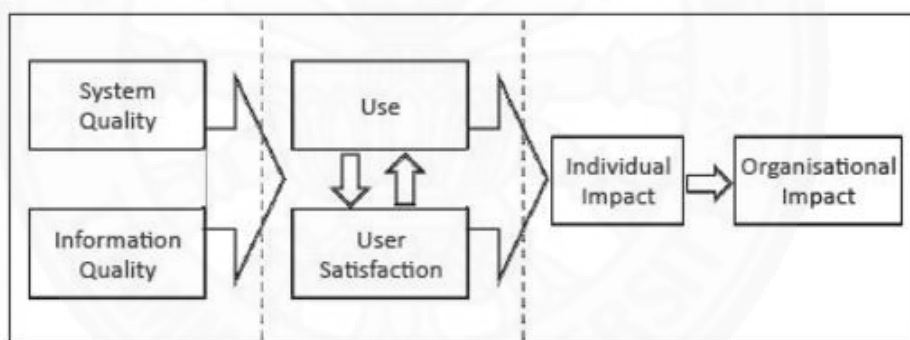 System
Quality
Use
Individual
Impact
Organisational
Impact
Information
Quality
User
Satisfaction